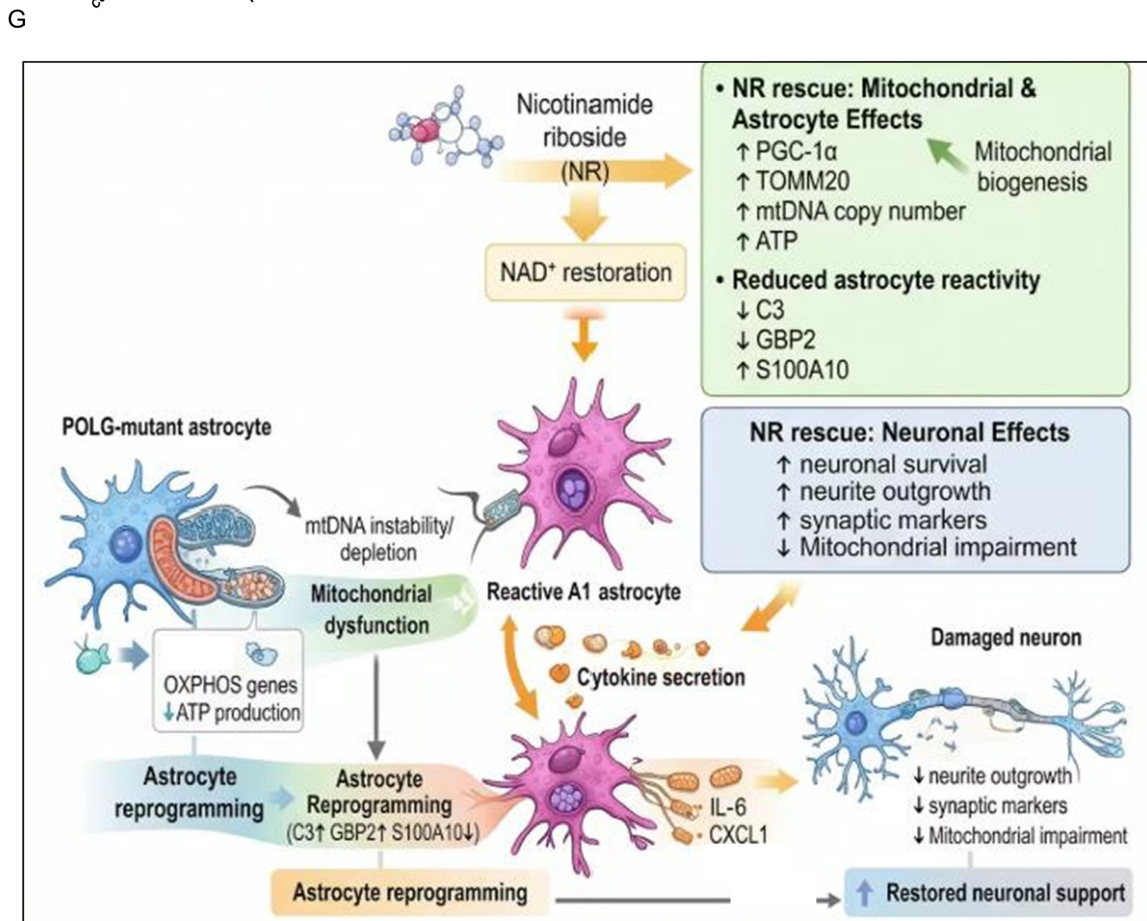 G
Nicotinamide
riboside
(NR)
NAD⁺ restoration
• NR rescue: Mitochondrial &
Astrocyte Effects
↑ PGC-1α
↑ TOMM20
↑ mtDNA copy number
↑ ATP
Mitochondrial
biogenesis
• Reduced astrocyte reactivity
↓ C3
↓ GBP2
↑ S100A10
NR rescue: Neuronal Effects
↑ neuronal survival
↑ neurite outgrowth
↑ synaptic markers
↓ Mitochondrial impairment
POLG-mutant astrocyte
mtDNA instability/
depletion
Mitochondrial
dysfunction
OXPHOS genes
↓ATP production
Reactive A1 astrocyte
Cytokine secretion
Damaged neuron
Astrocyte
reprogramming
Astrocyte
Reprogramming
(C3↑ GBP2↑ S100A10↓)
IL-6
CXCL1
↓ neurite outgrowth
↓ synaptic markers
↓ Mitochondrial impairment
Astrocyte reprogramming
↑ Restored neuronal support